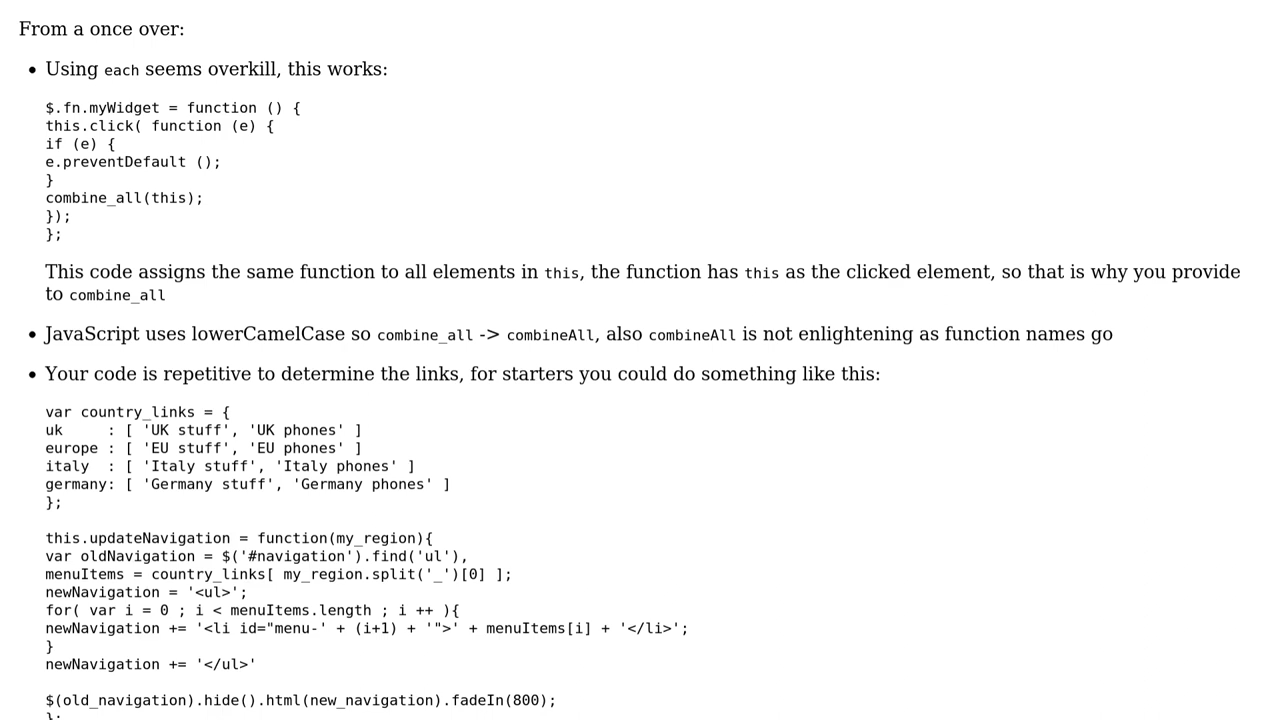 From a once over:
• Using each seems overkill, this works:
$.fn.myWidget = function () {
this.click( function (e) {
if (e) {
e.preventDefault ();
}
combine_all(this);
});
};
This code assigns the same function to all elements in this, the function has this as the clicked element, so that is why you provide
to combine_all
• JavaScript uses lowerCamelCase so combine_all -> combineAll, also combineAll is not enlightening as function names go
• Your code is repetitive to determine the links, for starters you could do something like this:
var country_links = {
uk     : [ 'UK stuff', 'UK phones' ]
europe : [ 'EU stuff', 'EU phones' ]
italy  : [ 'Italy stuff', 'Italy phones' ]
germany: [ 'Germany stuff', 'Germany phones' ]
};
this.updateNavigation = function(my_region){
var oldNavigation = $('#navigation').find('ul'),
menuItems = country_links[ my_region.split('_')[0] ];
newNavigation = '<ul>';
for( var i = 0 ; i < menuItems.length ; i ++ ){
newNavigation += '<li id="menu-' + (i+1) + '">' + menuItems[i] + '</li>';
}
newNavigation += '</ul>'
$(old_navigation).hide().html(new_navigation).fadeIn(800);
};